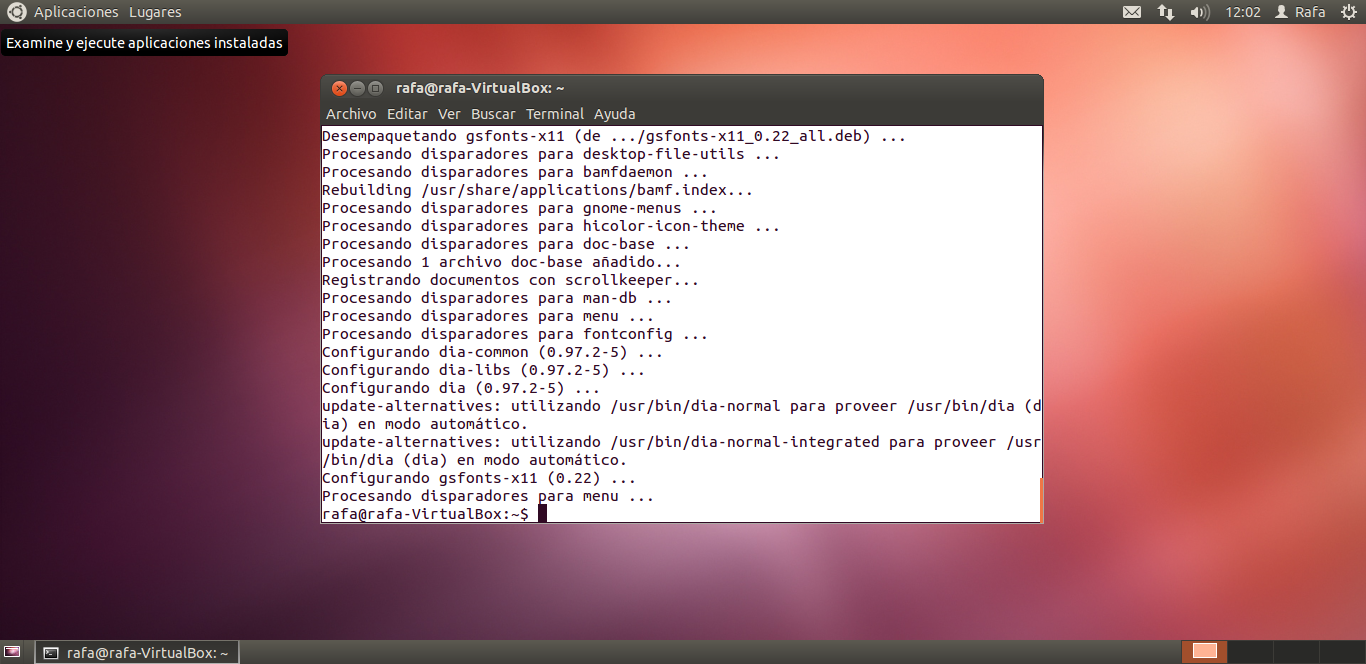 Aplicaciones Lugares 12:02 Rafa
Examine y ejecute aplicaciones instaladas
rafa@rafa-VirtualBox: ~
Archivo Editar Ver Buscar Terminal Ayuda
Desempaquetando gsfonts-x11 (de .../gsfonts-x11_0.22_all.deb) ...
Procesando disparadores para desktop-file-utils ...
Procesando disparadores para bamfdaemon ...
Rebuilding /usr/share/applications/bamf.index...
Procesando disparadores para gnome-menus ...
Procesando disparadores para hicolor-icon-theme ...
Procesando disparadores para doc-base ...
Procesando 1 archivo doc-base añadido...
Registrando documentos con scrollkeeper...
Procesando disparadores para man-db ...
Procesando disparadores para menu ...
Procesando disparadores para fontconfig ...
Configurando dia-common (0.97.2-5) ...
Configurando dia-libs (0.97.2-5) ...
Configurando dia (0.97.2-5) ...
update-alternatives: utilizando /usr/bin/dia-normal para proveer /usr/bin/dia (d
ia) en modo automático.
update-alternatives: utilizando /usr/bin/dia-normal-integrated para proveer /usr
/bin/dia (dia) en modo automático.
Configurando gsfonts-x11 (0.22) ...
Procesando disparadores para menu ...
rafa@rafa-VirtualBox:~$
rafa@rafa-VirtualBox: ~